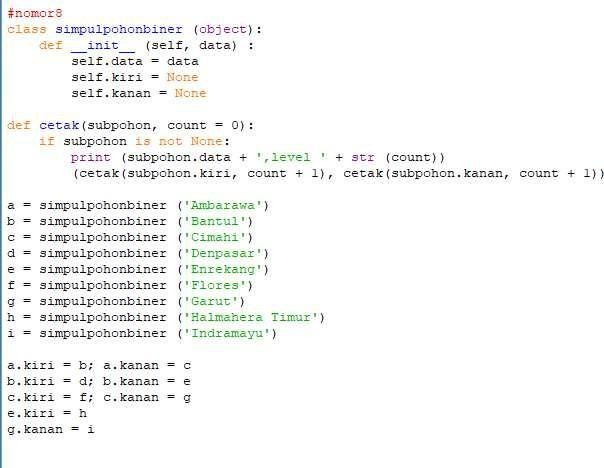 #nomor8
class simpulpohonbiner (object):
    def __init__ (self, data) :
        self.data = data
        self.kiri = None
        self.kanan = None

def cetak(subpohon, count = 0):
    if subpohon is not None:
        print (subpohon.data + ',level ' + str (count))
        (cetak(subpohon.kiri, count + 1), cetak(subpohon.kanan, count + 1))

a = simpulpohonbiner ('Ambarawa')
b = simpulpohonbiner ('Bantul')
c = simpulpohonbiner ('Cimahi')
d = simpulpohonbiner ('Denpasar')
e = simpulpohonbiner ('Enrekang')
f = simpulpohonbiner ('Flores')
g = simpulpohonbiner ('Garut')
h = simpulpohonbiner ('Halmahera Timur')
i = simpulpohonbiner ('Indramayu')

a.kiri = b; a.kanan = c
b.kiri = d; b.kanan = e
c.kiri = f; c.kanan = g
e.kiri = h
g.kanan = i